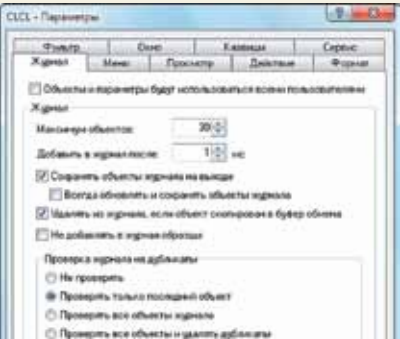 CLCL - Параметры
Фильтр Окно Клавиши Сервис
Журнал Меню Просмотр Действие Формат
Объекты и параметры будут использоваться всеми пользователями
Журнал
Максимум объектов: 30
Добавить в журнал после: 1 мс
Сохранять объекты журнала на выходе
Всегда обновлять и сохранять объекты журнала
Удалять из журнала, если объект скопирован в буфер обмена
Не добавлять в журнал образцы
Проверка журнала на дубликаты
Не проверять
Проверять только последний объект
Проверять все объекты журнала
Проверять все объекты и удалять дубликаты